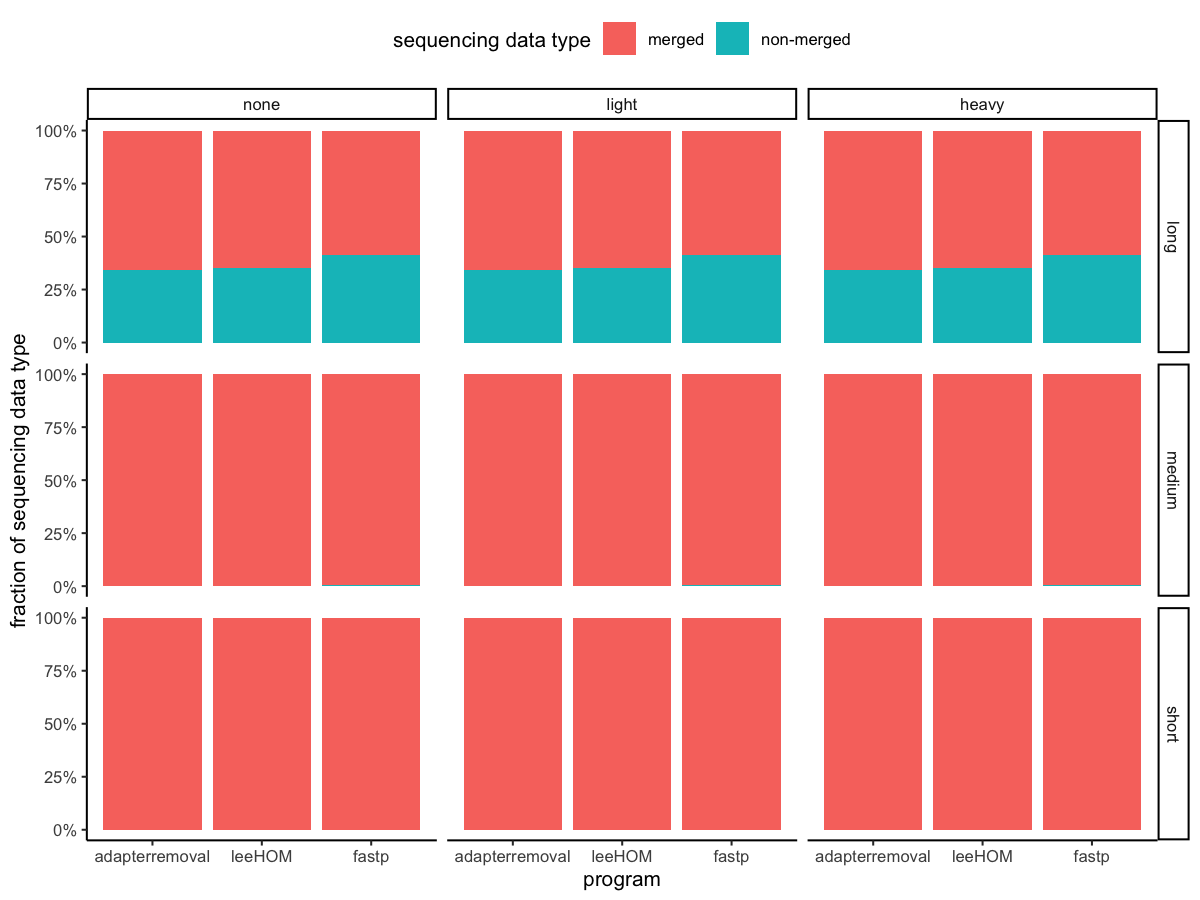 sequencing data type merged non-merged
none light heavy
100%
75%
50%
25%
0%
long
100%
75%
50%
25%
0%
medium
100%
75%
50%
25%
0%
short
fraction of sequencing data type
adapterremoval leeHOM fastp adapterremoval leeHOM fastp adapterremoval leeHOM fastp
program